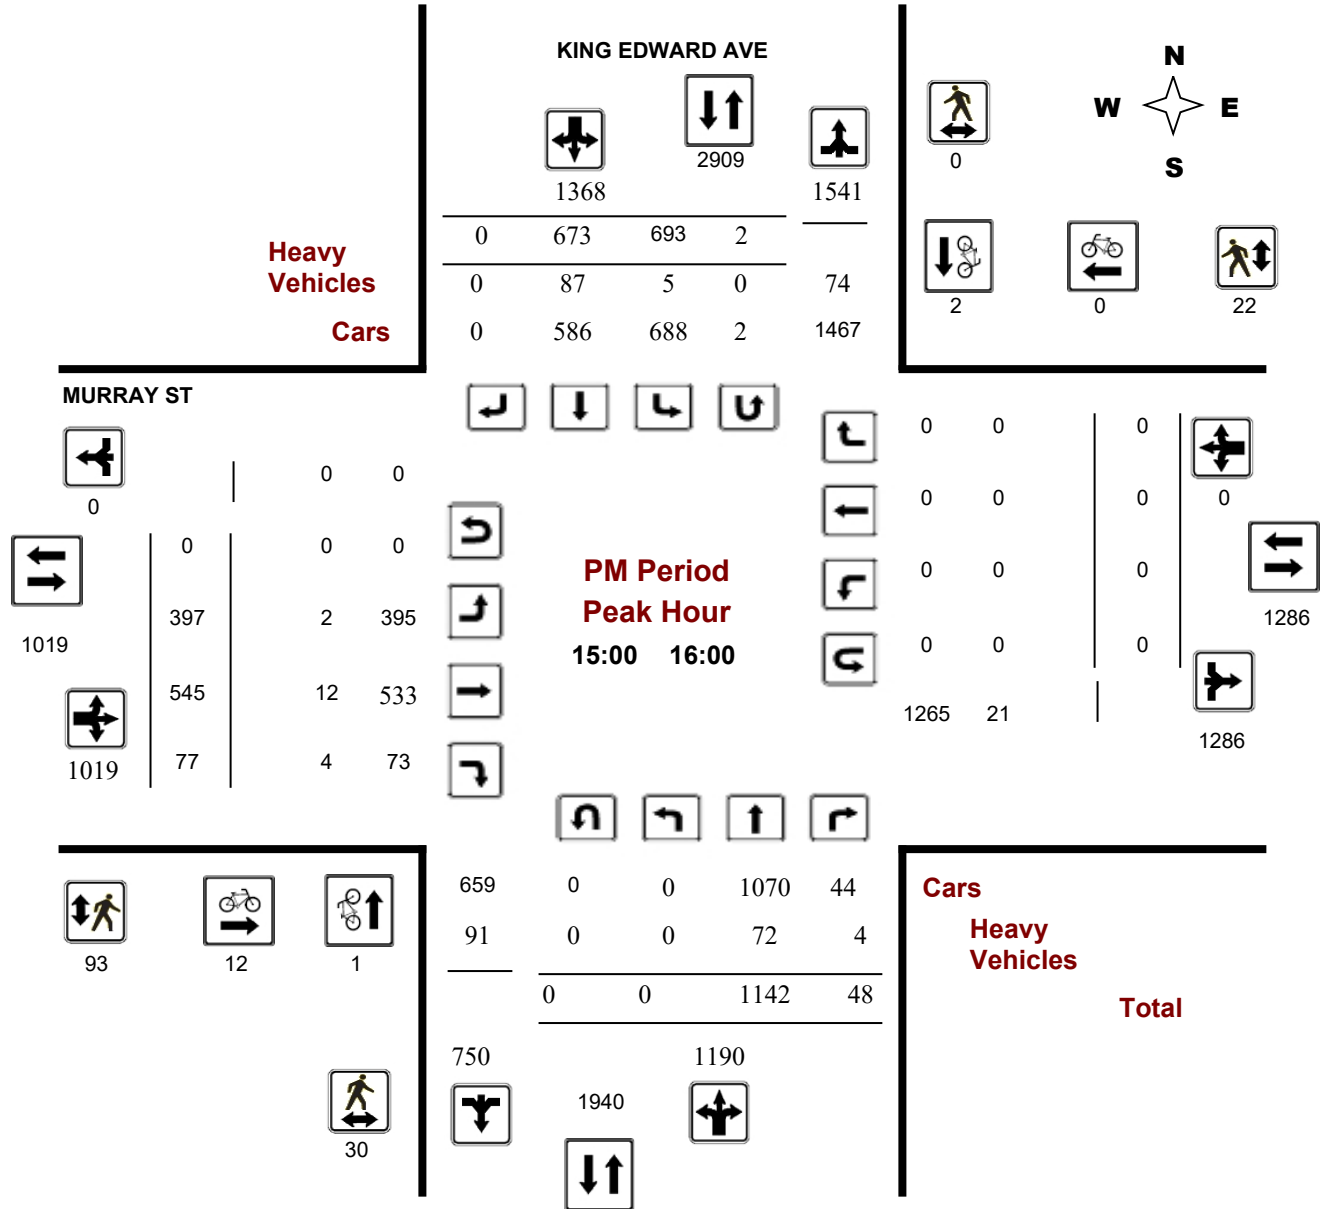 KING EDWARD AVE
N
W E
S
2909
0
1368 1541
0 673 693 2
Heavy
Vehicles
0 87 5 0 74
2 0 22
Cars
0 586 688 2 1467
MURRAY ST
0 0 0
0 0
0
0 0 0 0
0 0 0
PM Period
0 0 0
Peak Hour
397 2 395
1286
1019
15:00 16:00
0 0 0
545 12 533
1265 21
1286
1019
77 4 73
659 0 0 1070 44
Cars
91 0 0 72 4
Heavy
Vehicles
93 12 1
0 0 1142 48
Total
750 1190
1940
30